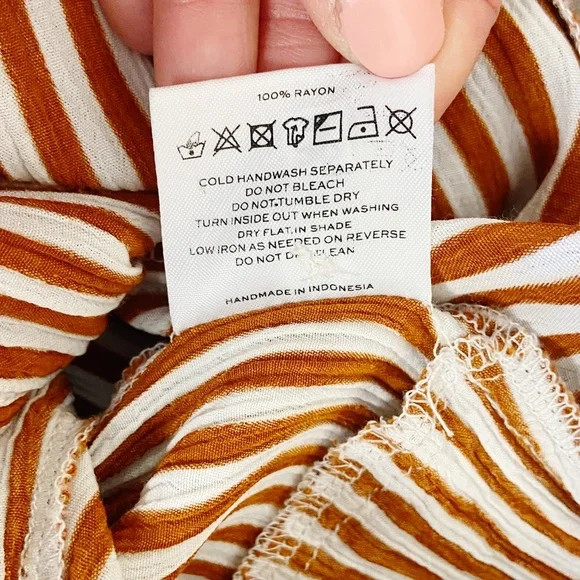 100% RAYON
COLD HANDWASH SEPARATELY
DO NOT BLEACH
DO NOT TUMBLE DRY
TURN INSIDE OUT WHEN WASHING
DRY FLAT IN SHADE
LOW IRON AS NEEDED ON REVERSE
DO NOT CLEAN
HANDMADE IN INDONESIA